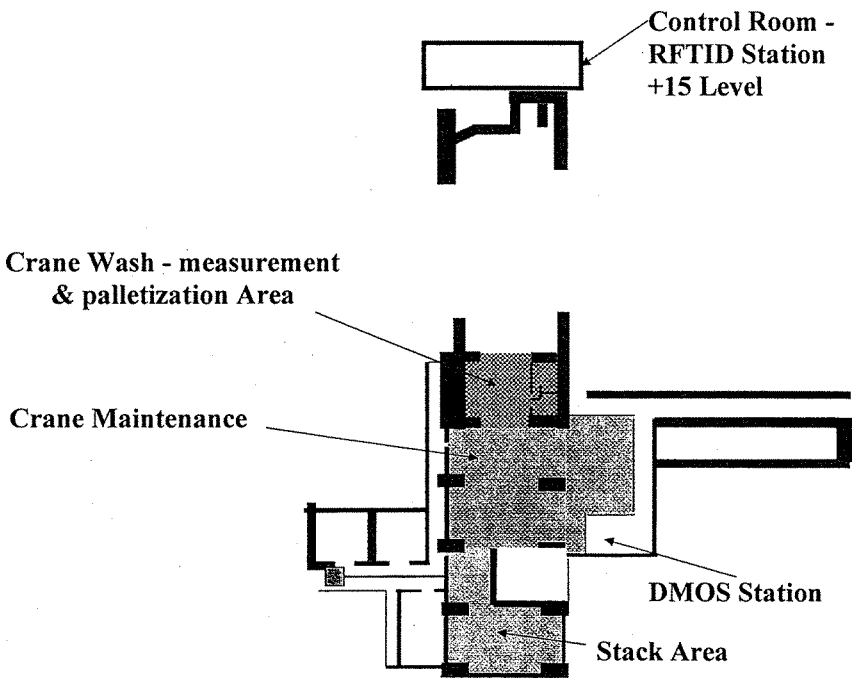 Control Room -
RFTID Station
+15 Level
Crane Wash - measurement
& palletization Area
Crane Maintenance
DMOS Station
Stack Area